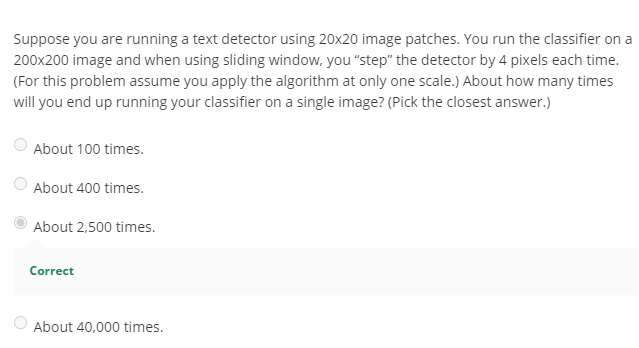 Suppose you are running a text detector using 20x20 image patches. You run the classifier on a
200x200 image and when using sliding window, you “step” the detector by 4 pixels each time.
(For this problem assume you apply the algorithm at only one scale.) About how many times
will you end up running your classifier on a single image? (Pick the closest answer.)
About 100 times.
About 400 times.
About 2,500 times.
Correct
About 40,000 times.